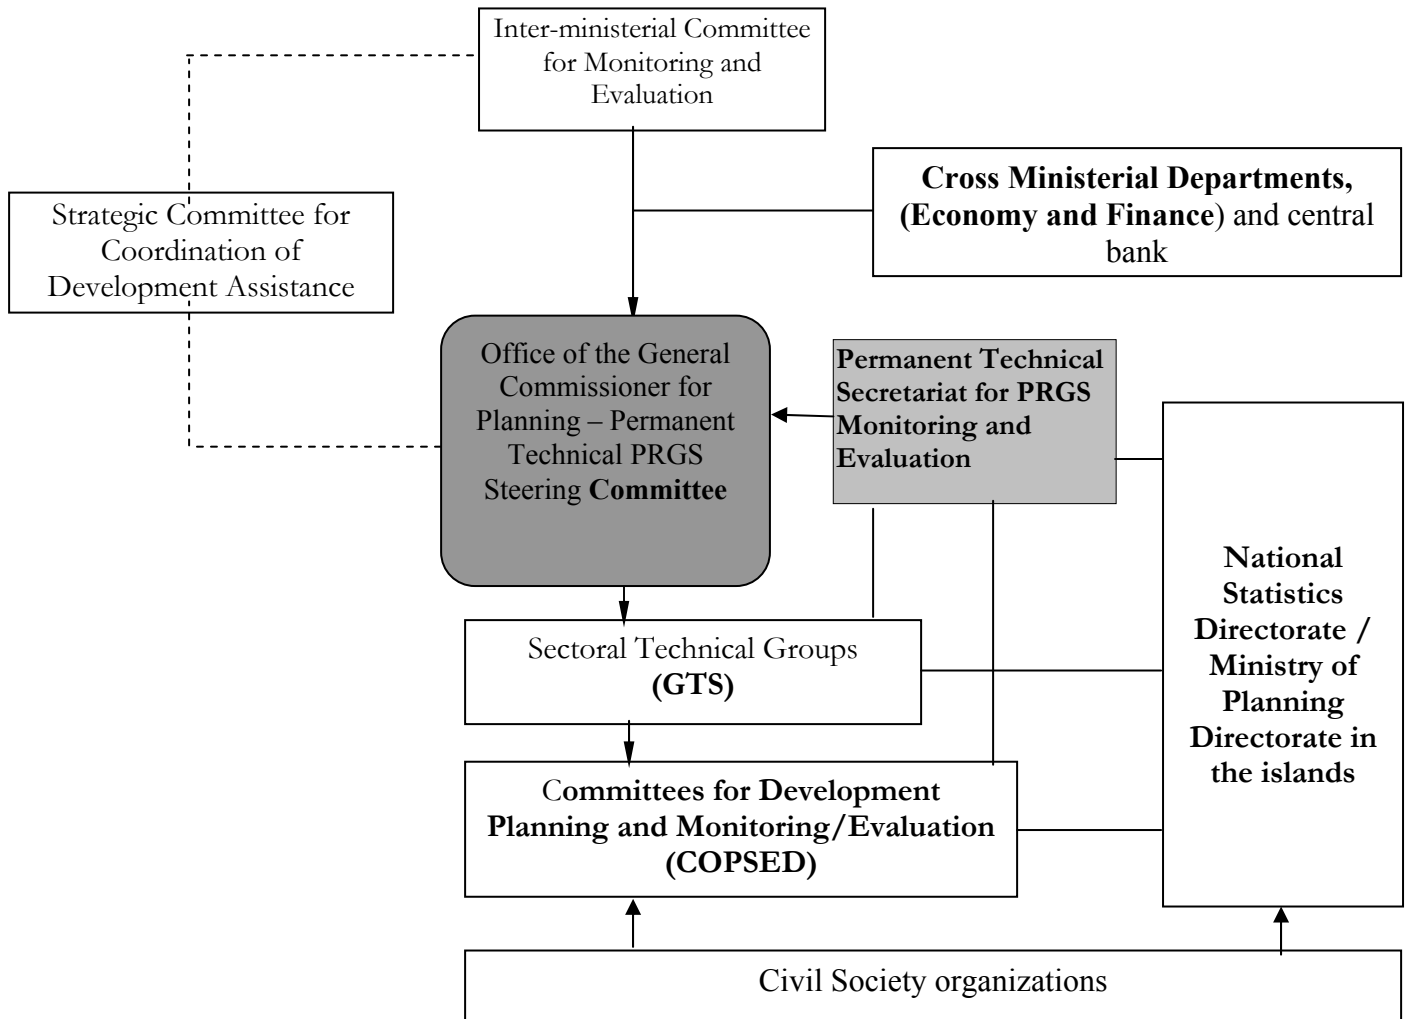 Inter-ministerial Committee
for Monitoring and
Evaluation
Cross Ministerial Departments,
(Economy and Finance) and central
bank
Strategic Committee for
Coordination of
Development Assistance
Office of the General
Commissioner for
Planning – Permanent
Technical PRGS
Steering Committee
Permanent Technical
Secretariat for PRGS
Monitoring and
Evaluation
National
Statistics
Directorate /
Ministry of
Planning
Directorate in
the islands
Sectoral Technical Groups
(GTS)
Committees for Development
Planning and Monitoring/Evaluation
(COPSED)
Civil Society organizations